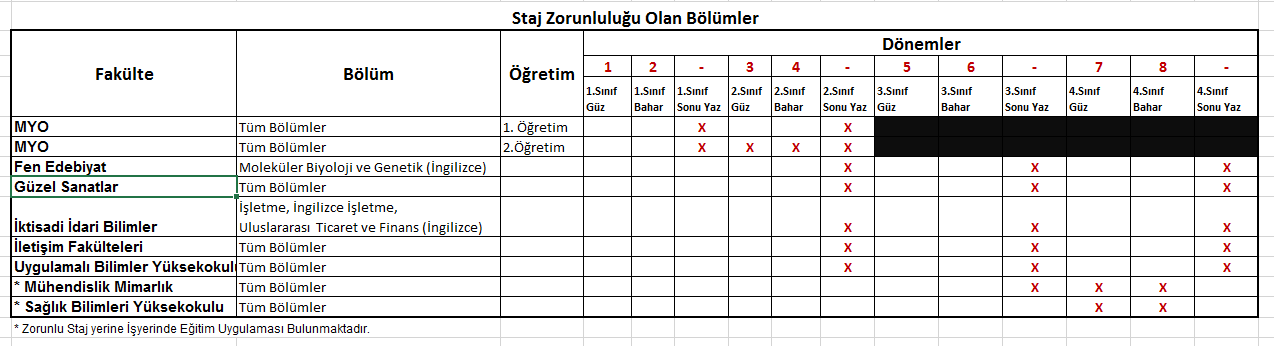 Staj Zorunluluğu Olan Bölümler
Fakülte Bölüm Öğretim Dönemler
1 2 - 3 4 - 5 6 - 7 8 -
1.Sınıf Güz 1.Sınıf Bahar 1.Sınıf Sonu Yaz 2.Sınıf Güz 2.Sınıf Bahar 2.Sınıf Sonu Yaz 3.Sınıf Güz 3.Sınıf Bahar 3.Sınıf Sonu Yaz 4.Sınıf Güz 4.Sınıf Bahar 4.Sınıf Sonu Yaz
MYO Tüm Bölümler 1. Öğretim X X
MYO Tüm Bölümler 2.Öğretim X X X X
Fen Edebiyat Moleküler Biyoloji ve Genetik (İngilizce) X X X
Güzel Sanatlar Tüm Bölümler X X X
İktisadi İdari Bilimler İşletme, İngilizce İşletme,
Uluslararası Ticaret ve Finans (İngilizce) X X X
İletişim Fakülteleri Tüm Bölümler X X X
Uygulamalı Bilimler Yüksekokulu Tüm Bölümler X X X
* Mühendislik Mimarlık Tüm Bölümler X X X
* Sağlık Bilimleri Yüksekokulu Tüm Bölümler X X
* Zorunlu Staj yerine İşyerinde Eğitim Uygulaması Bulunmaktadır.